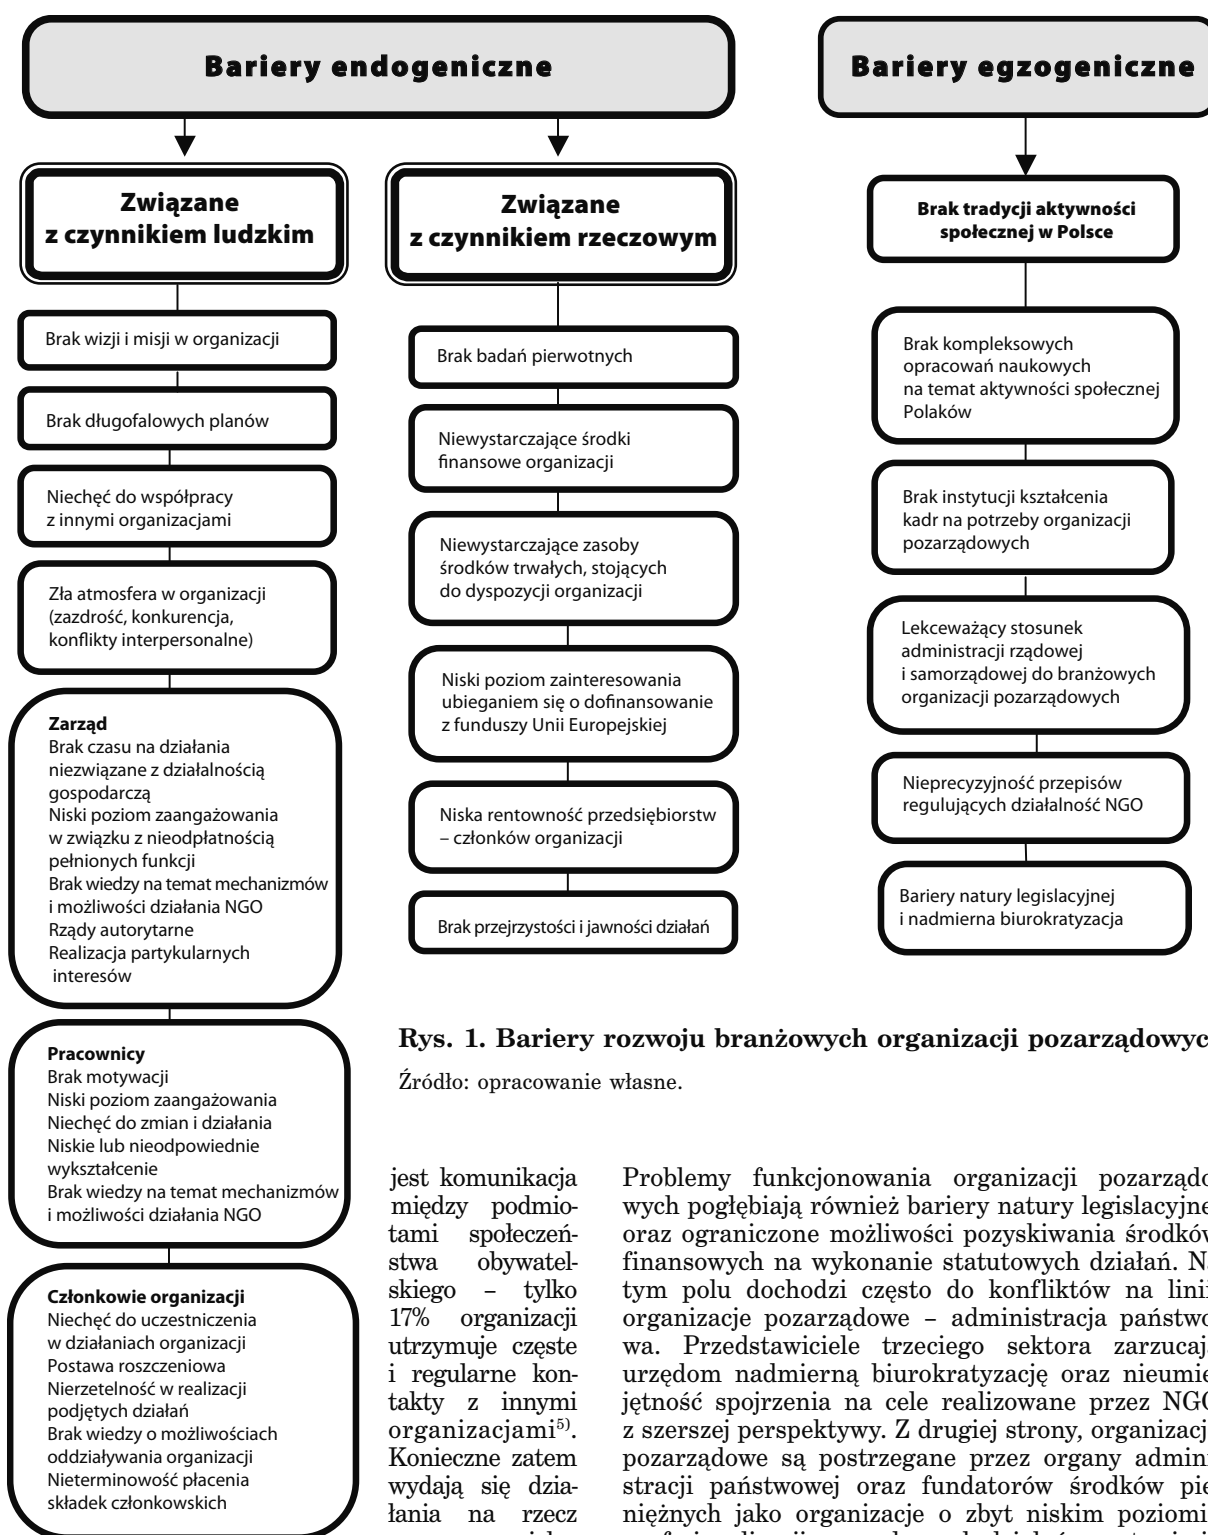 Bariery endogeniczne
Związane
z czynnikiem ludzkim
Brak wizji i misji w organizacji
Brak długofalowych planów
Niechęć do współpracy
z innymi organizacjami
Zła atmosfera w organizacji
(zazdrość, konkurencja,
konflikty interpersonalne)
Zarząd
Brak czasu na działania
niezwiązane z działalnością
gospodarczą
Niski poziom zaangażowania
w związku z nieodpłatnością
pełnionych funkcji
Brak wiedzy na temat mechanizmów
i możliwości działania NGO
Rządy autorytarne
Realizacja partykularnych
interesów
Pracownicy
Brak motywacji
Niski poziom zaangażowania
Niechęć do zmian i działania
Niskie lub nieodpowiednie
wykształcenie
Brak wiedzy na temat mechanizmów
i możliwości działania NGO
Członkowie organizacji
Niechęć do uczestniczenia
w działaniach organizacji
Postawa roszczeniowa
Nierzetelność w realizacji
podjętych działań
Brak wiedzy o możliwościach
oddziaływania organizacji
Nieterminowość płacenia
składek członkowskich
Związane
z czynnikiem rzeczowym
Brak badań pierwotnych
Niewystarczające środki
finansowe organizacji
Niewystarczające zasoby
środków trwałych, stojących
do dyspozycji organizacji
Niski poziom zainteresowania
ubieganiem się o dofinansowanie
z funduszy Unii Europejskiej
Niska rentowność przedsiębiorstw
– członków organizacji
Brak przejrzystości i jawności działań
Bariery egzogeniczne
Brak tradycji aktywności
społecznej w Polsce
Brak kompleksowych
opracowań naukowych
na temat aktywności społecznej
Polaków
Brak instytucji kształcenia
kadr na potrzeby organizacji
pozarządowych
Lekceważący stosunek
administracji rządowej
i samorządowej do branżowych
organizacji pozarządowych
Nieprecyzyjność przepisów
regulujących działalność NGO
Bariery natury legislacyjnej
i nadmierna biurokratyzacja
Rys. 1. Bariery rozwoju branżowych organizacji pozarządowyc
Źródło: opracowanie własne.
jest komunikacja
między podmio-
tami społeczeń-
stwa obywatel-
skiego – tylko
17% organizacji
utrzymuje częste
i regularne kon-
takty z innymi
organizacjami5).
Konieczne zatem
wydają się dzia-
łania na rzecz
Problemy funkcjonowania organizacji pozarządo
wych pogłębiają również bariery natury legislacyjne
oraz ograniczone możliwości pozyskiwania środków
finansowych na wykonanie statutowych działań. Na
tym polu dochodzi często do konfliktów na linii
organizacje pozarządowe – administracja państwo
wa. Przedstawiciele trzeciego sektora zarzucają
urzędom nadmierną biurokratyzację oraz nieumie
jętność spojrzenia na cele realizowane przez NGO
z szerszej perspektywy. Z drugiej strony, organizacj
pozarządowe są postrzegane przez organy admini
stracji państwowej oraz fundatorów środków pie
niężnych jako organizacje o zbyt niskim poziomi